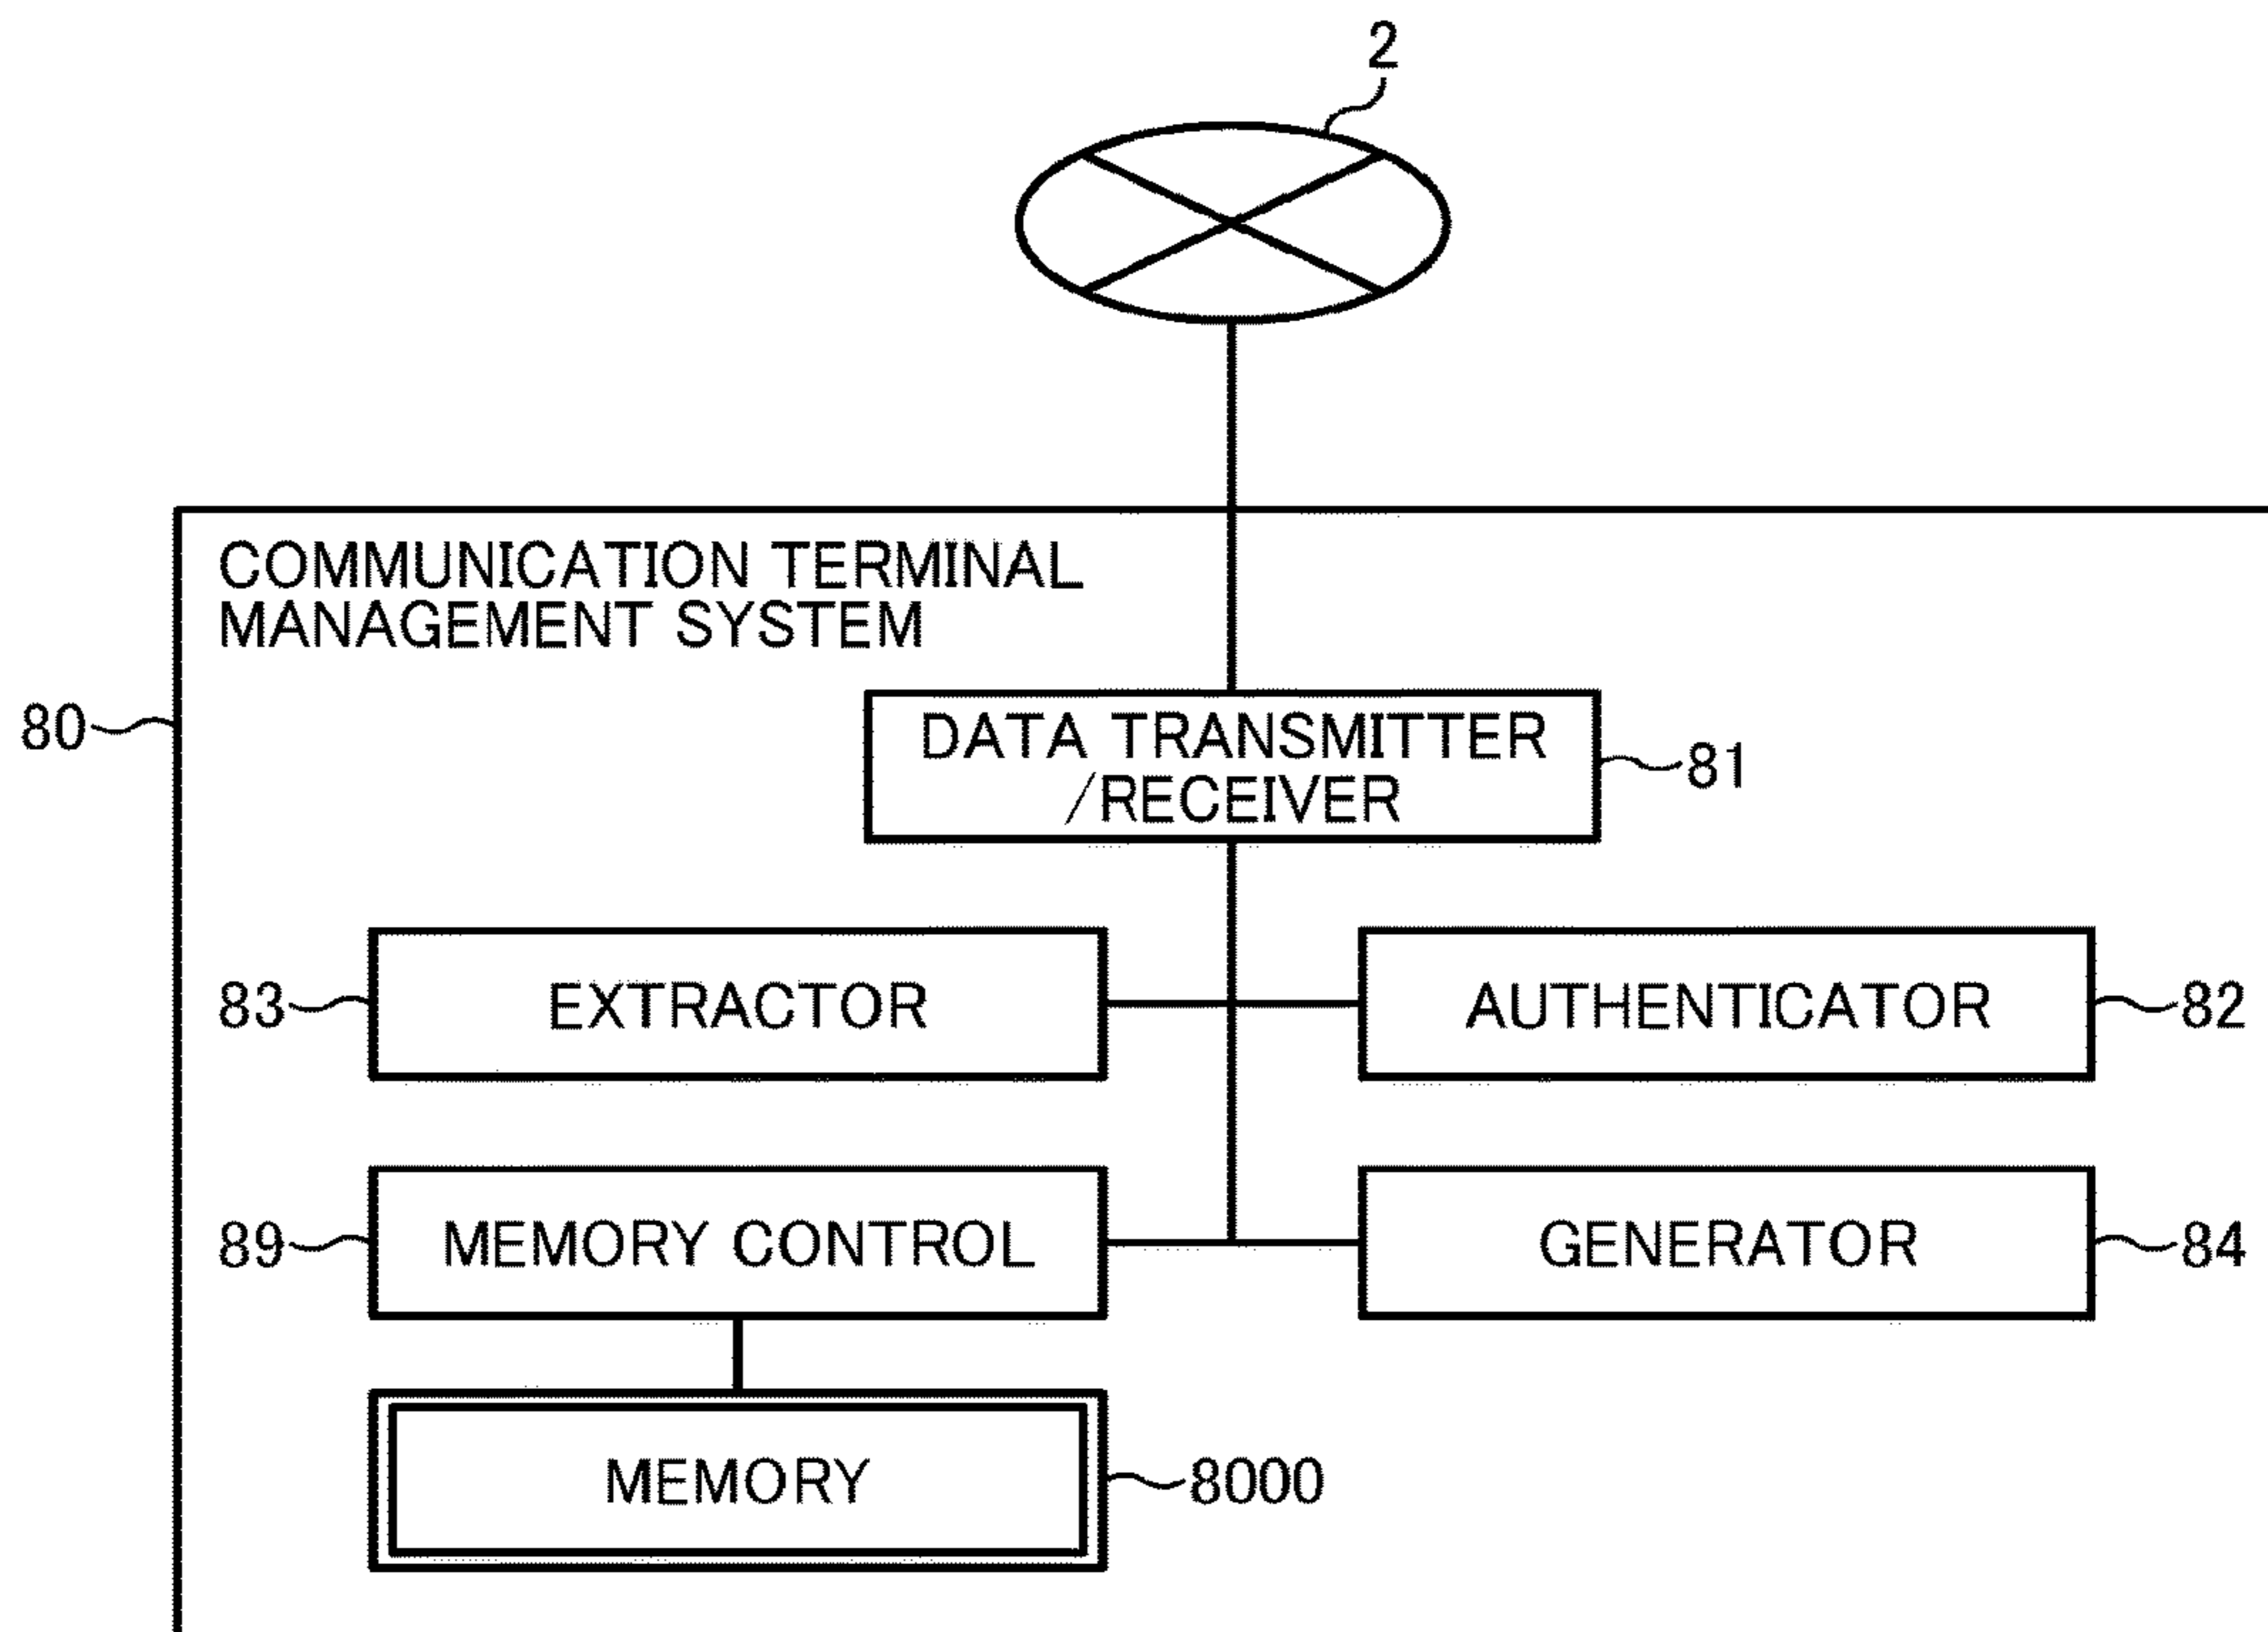 2
COMMUNICATION TERMINAL
MANAGEMENT SYSTEM
80
DATA TRANSMITTER
/RECEIVER
81
83
EXTRACTOR
AUTHENTICATOR
82
89
MEMORY CONTROL
GENERATOR
84
MEMORY
8000